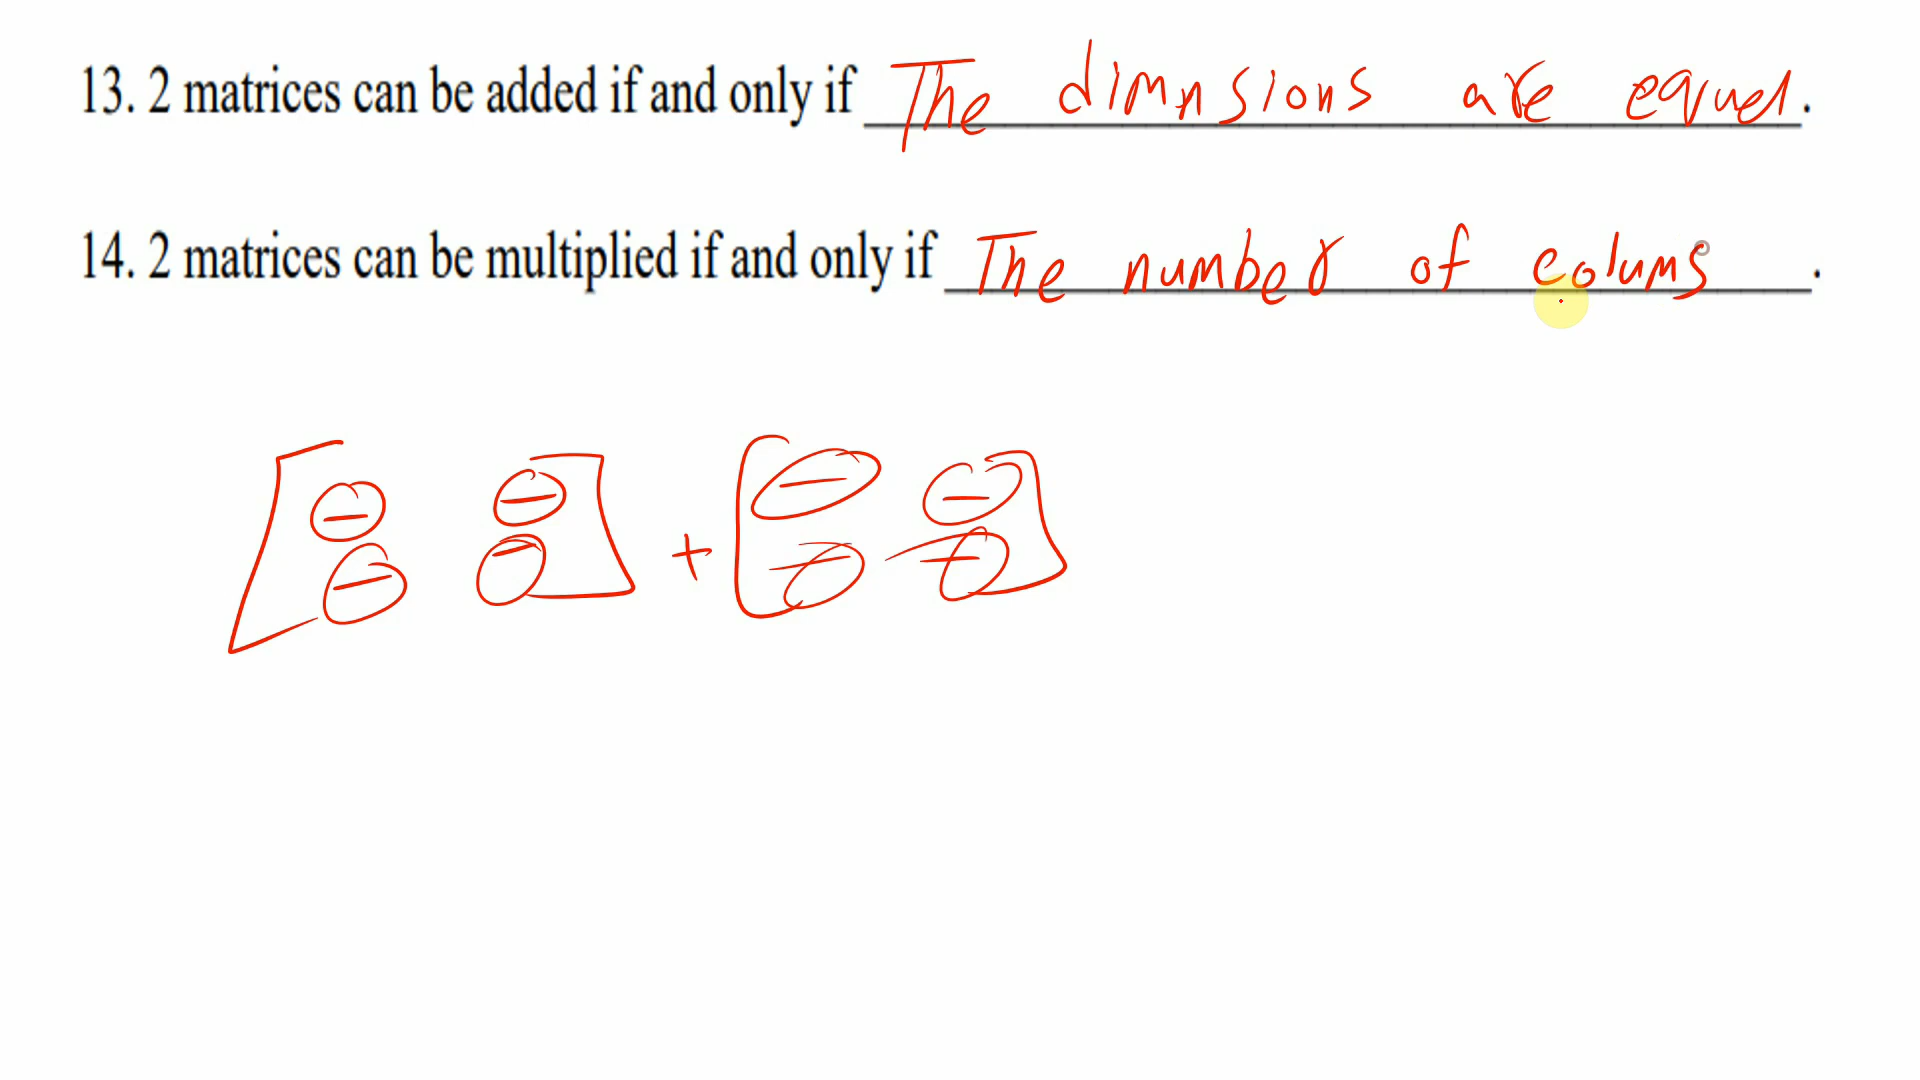 13. 2 matrices can be added if and only if The dimnsions are equal.
14. 2 matrices can be multiplied if and only if The number of colums.
+